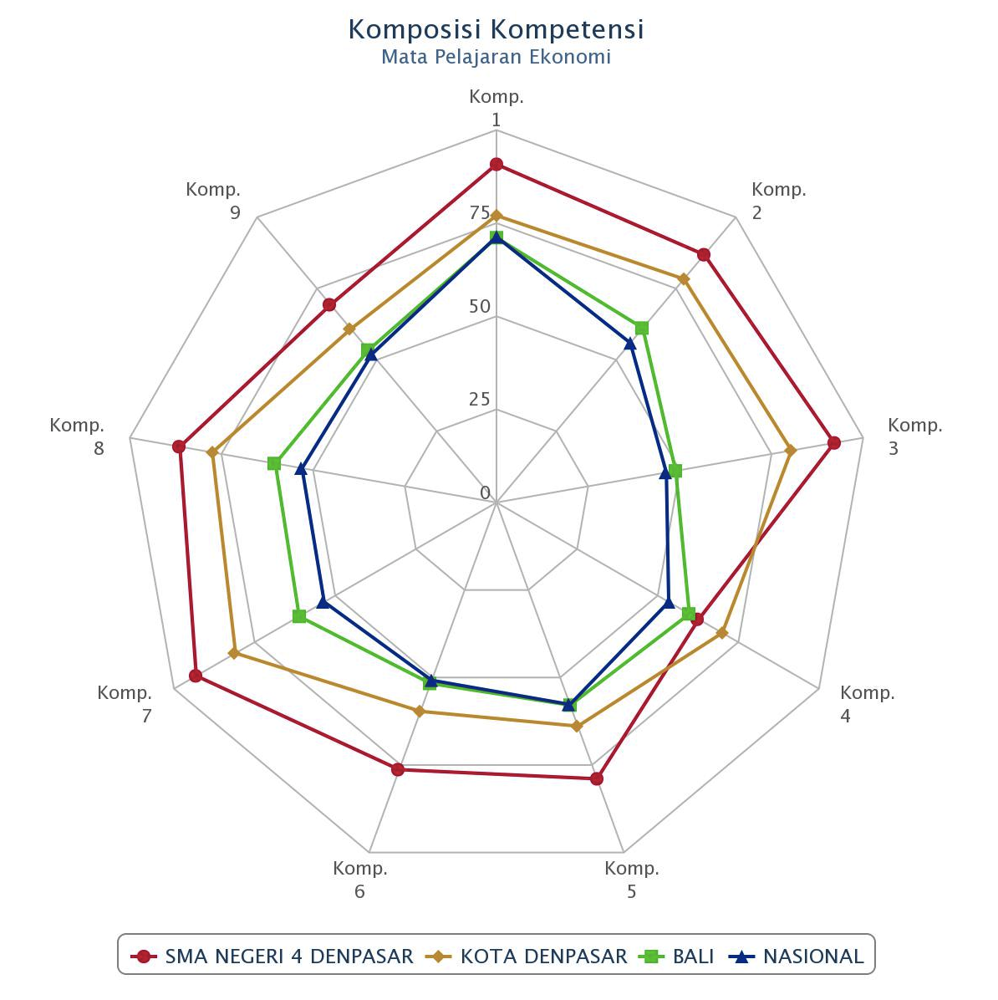 Komposisi Kompetensi
Mata Pelajaran Ekonomi
Komp.
1
Komp.
2
Komp.
3
Komp.
4
Komp.
5
Komp.
6
Komp.
7
Komp.
8
Komp.
9
75
50
25
0
SMA NEGERI 4 DENPASAR KOTA DENPASAR BALI NASIONAL